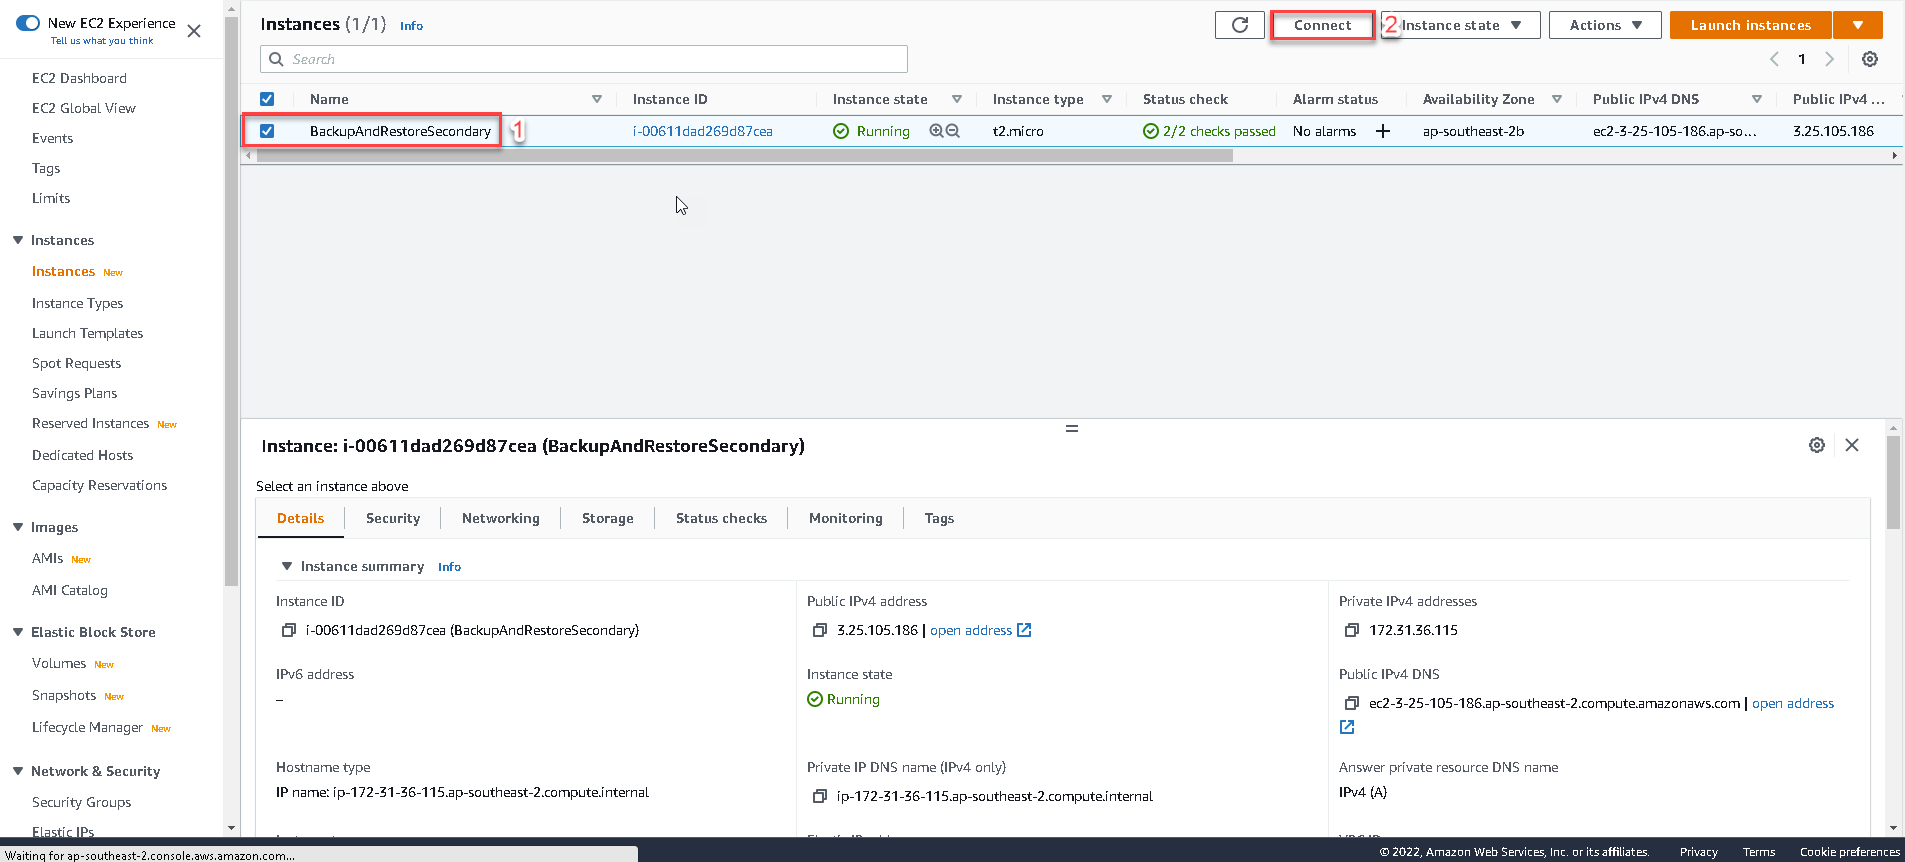 New EC2 Experience
Tell us what you think
EC2 Dashboard
EC2 Global View
Events
Tags
Limits
Instances
Instances New
Instance Types
Launch Templates
Spot Requests
Savings Plans
Reserved Instances New
Dedicated Hosts
Capacity Reservations
Images
AMIs New
AMI Catalog
Elastic Block Store
Volumes New
Snapshots New
Lifecycle Manager New
Network & Security
Security Groups
Elastic IPs
Instances (1/1) Info
Connect 2 Instance state Actions Launch instances
Search
1
Name Instance ID Instance state Instance type Status check Alarm status Availability Zone Public IPv4 DNS Public IPv4 ...
BackupAndRestoreSecondary 1 i-00611dad269d87cea Running t2.micro 2/2 checks passed No alarms + ap-southeast-2b ec2-3-25-105-186.ap-so... 3.25.105.186
Instance: i-00611dad269d87cea (BackupAndRestoreSecondary)
Select an instance above
Details Security Networking Storage Status checks Monitoring Tags
Instance summary Info
Instance ID
i-00611dad269d87cea (BackupAndRestoreSecondary)
Public IPv4 address
3.25.105.186 | open address
Private IPv4 addresses
172.31.36.115
IPv6 address
–
Instance state
Running
Public IPv4 DNS
ec2-3-25-105-186.ap-southeast-2.compute.amazonaws.com | open address
Hostname type
IP name: ip-172-31-36-115.ap-southeast-2.compute.internal
Private IP DNS name (IPv4 only)
ip-172-31-36-115.ap-southeast-2.compute.internal
Answer private resource DNS name
IPv4 (A)
Waiting for ap-southeast-2.console.aws.amazon.com...
© 2022, Amazon Web Services, Inc. or its affiliates. Privacy Terms Cookie preferences